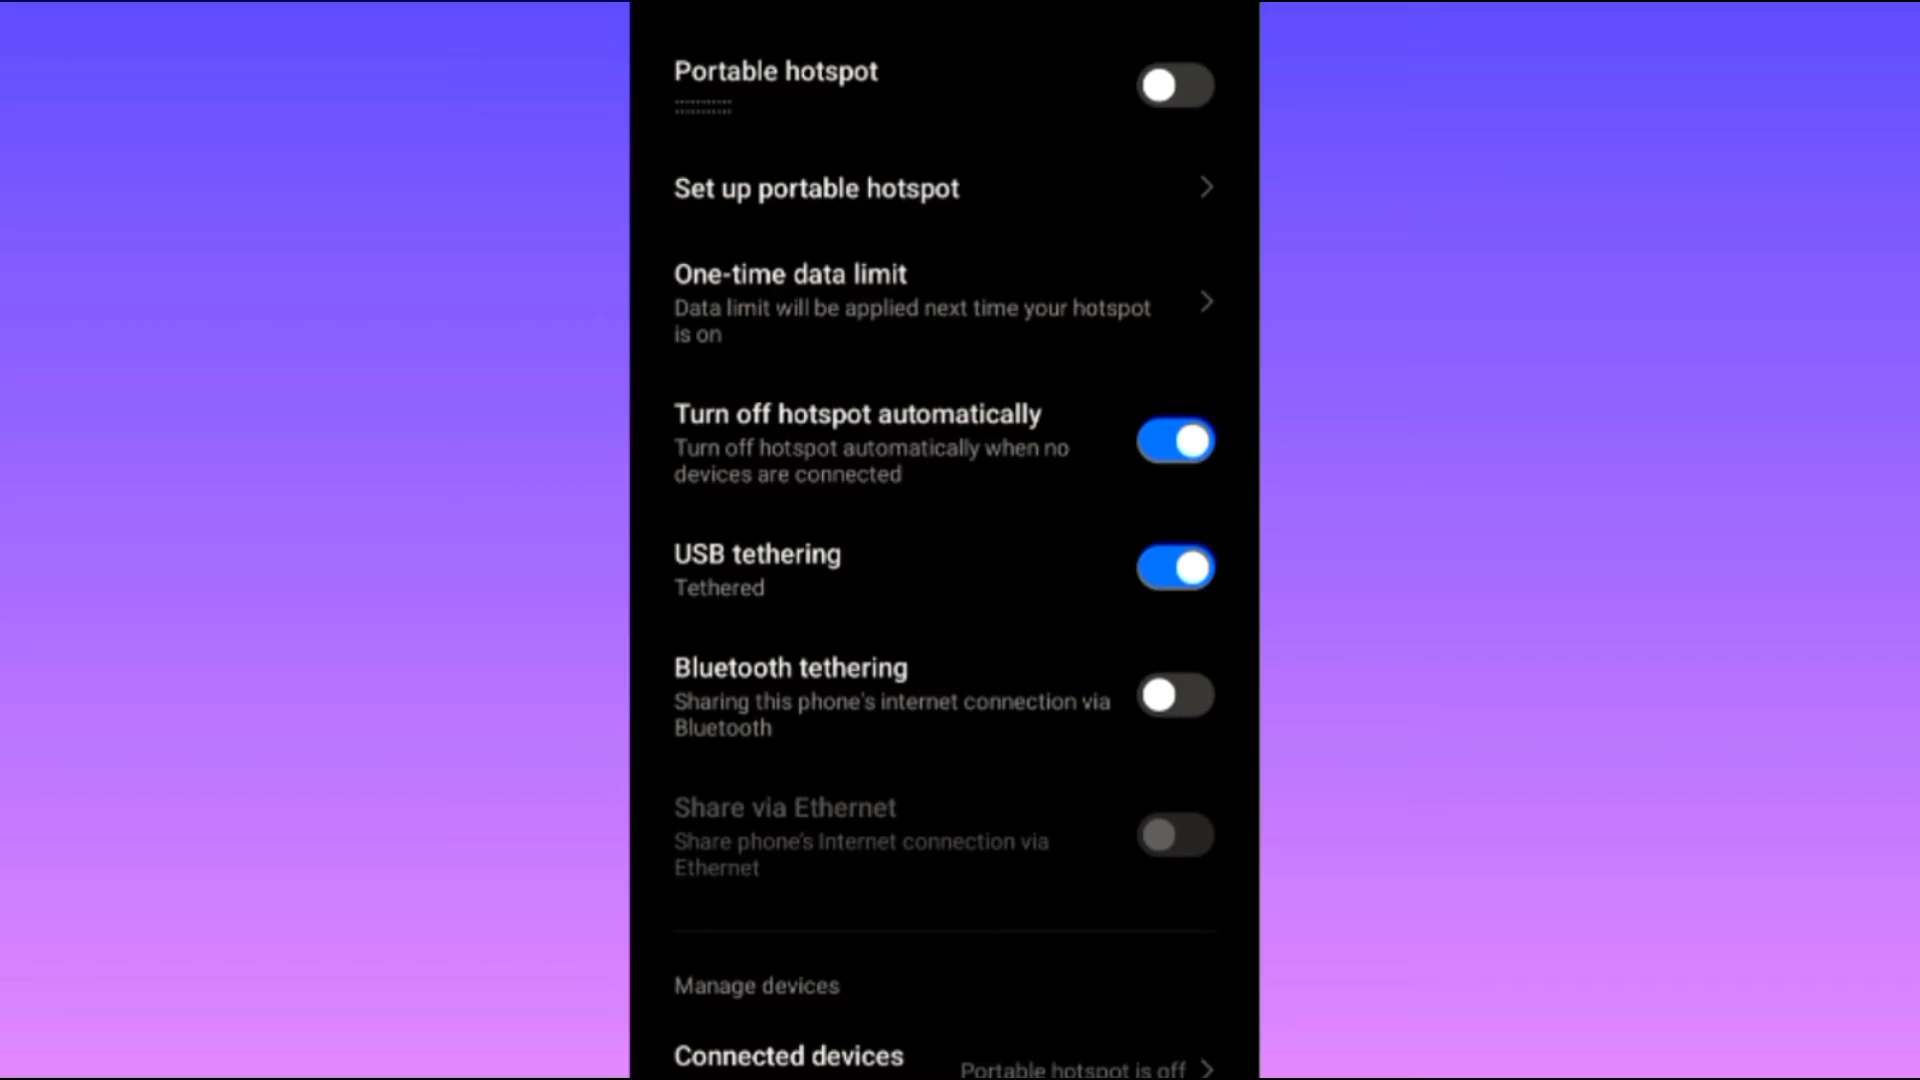 Portable hotspot
Set up portable hotspot
One-time data limit
Data limit will be applied next time your hotspot
is on
Turn off hotspot automatically
Turn off hotspot automatically when no
devices are connected
USB tethering
Tethered
Bluetooth tethering
Sharing this phone's internet connection via
Bluetooth
Share via Ethernet
Share phone's Internet connection via
Ethernet
Manage devices
Connected devices
Portable hotspot is off